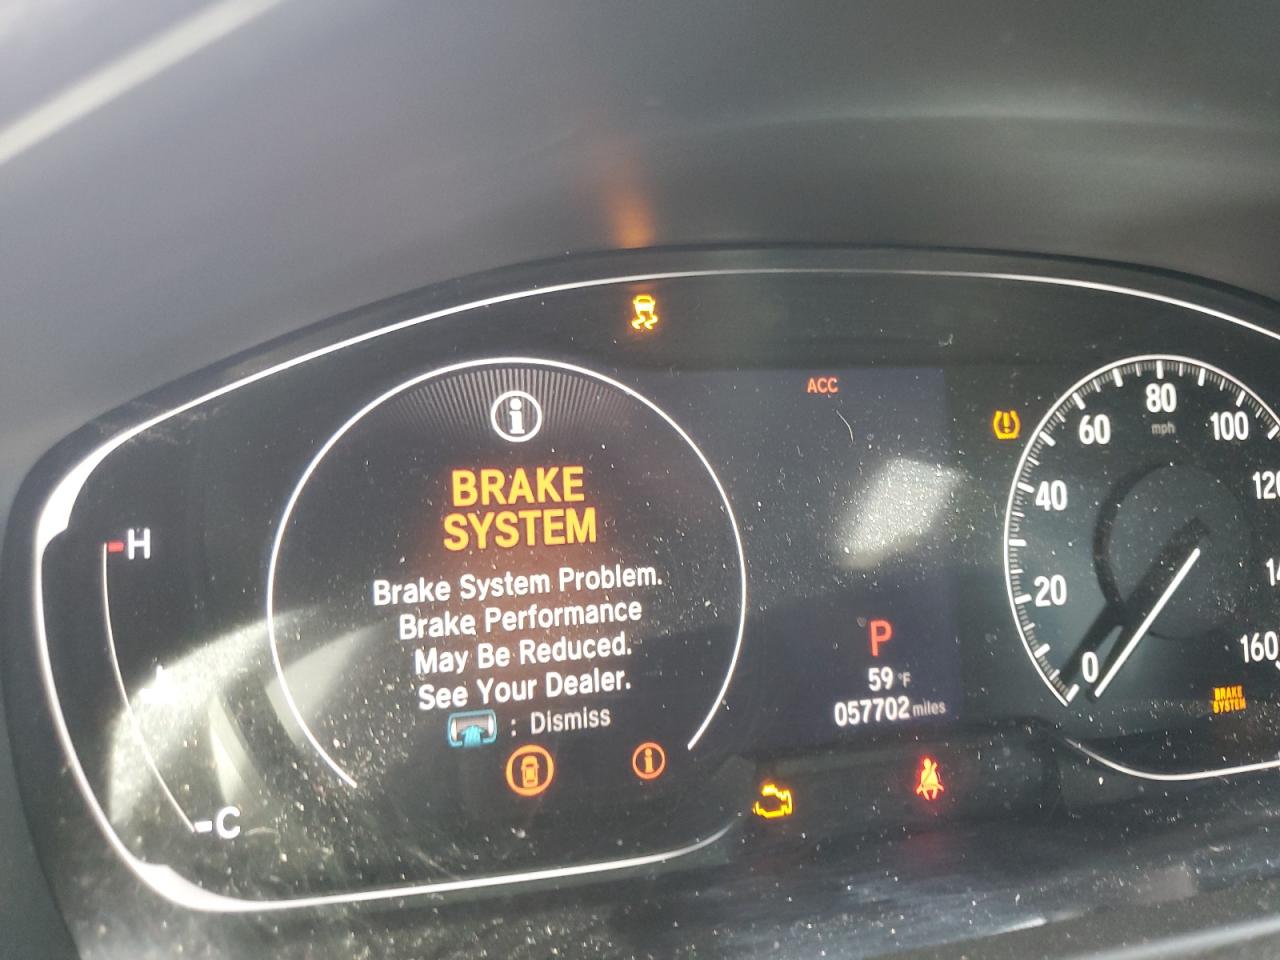 BRAKE
SYSTEM
Brake System Problem.
Brake Performance
May Be Reduced.
See Your Dealer.
: Dismiss
H
C
ACC
P
59 °F
057702 miles
0
20
40
60
80
100
mph
160
BRAKE
SYSTEM